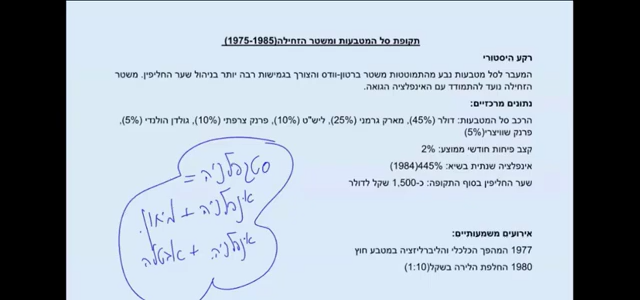 תקופת סל המטבעות ומשטר הזחילה(1975-1985)
רקע היסטורי
המעבר לסל מטבעות נבע מהתמוטטות משטר ברטון-וודס והצורך בגמישות רבה יותר בניהול שער החליפין. משטר
הזחילה נועד להתמודד עם האינפלציה הגואה.
נתונים מרכזיים:
הרכב סל המטבעות: דולר (45%), מארק גרמני (25%), ליש"ט (10%), פרנק צרפתי (10%), גולדן הולנדי (5%),
פרנק שוויצרי(5%)
קצב פיחות חודשי ממוצע: 2%
אינפלציה שנתית בשיא: 445%(1984)
שער החליפין בסוף התקופה: כ-1,500 שקל לדולר
סטגפלציה =
אינפלציה + מיתון
אינפלציה + אבטלה
אירועים משמעותיים:
1977 המהפך הכלכלי והליברליזציה במטבע חוץ
1980 החלפת הלירה בשקל(1:10)